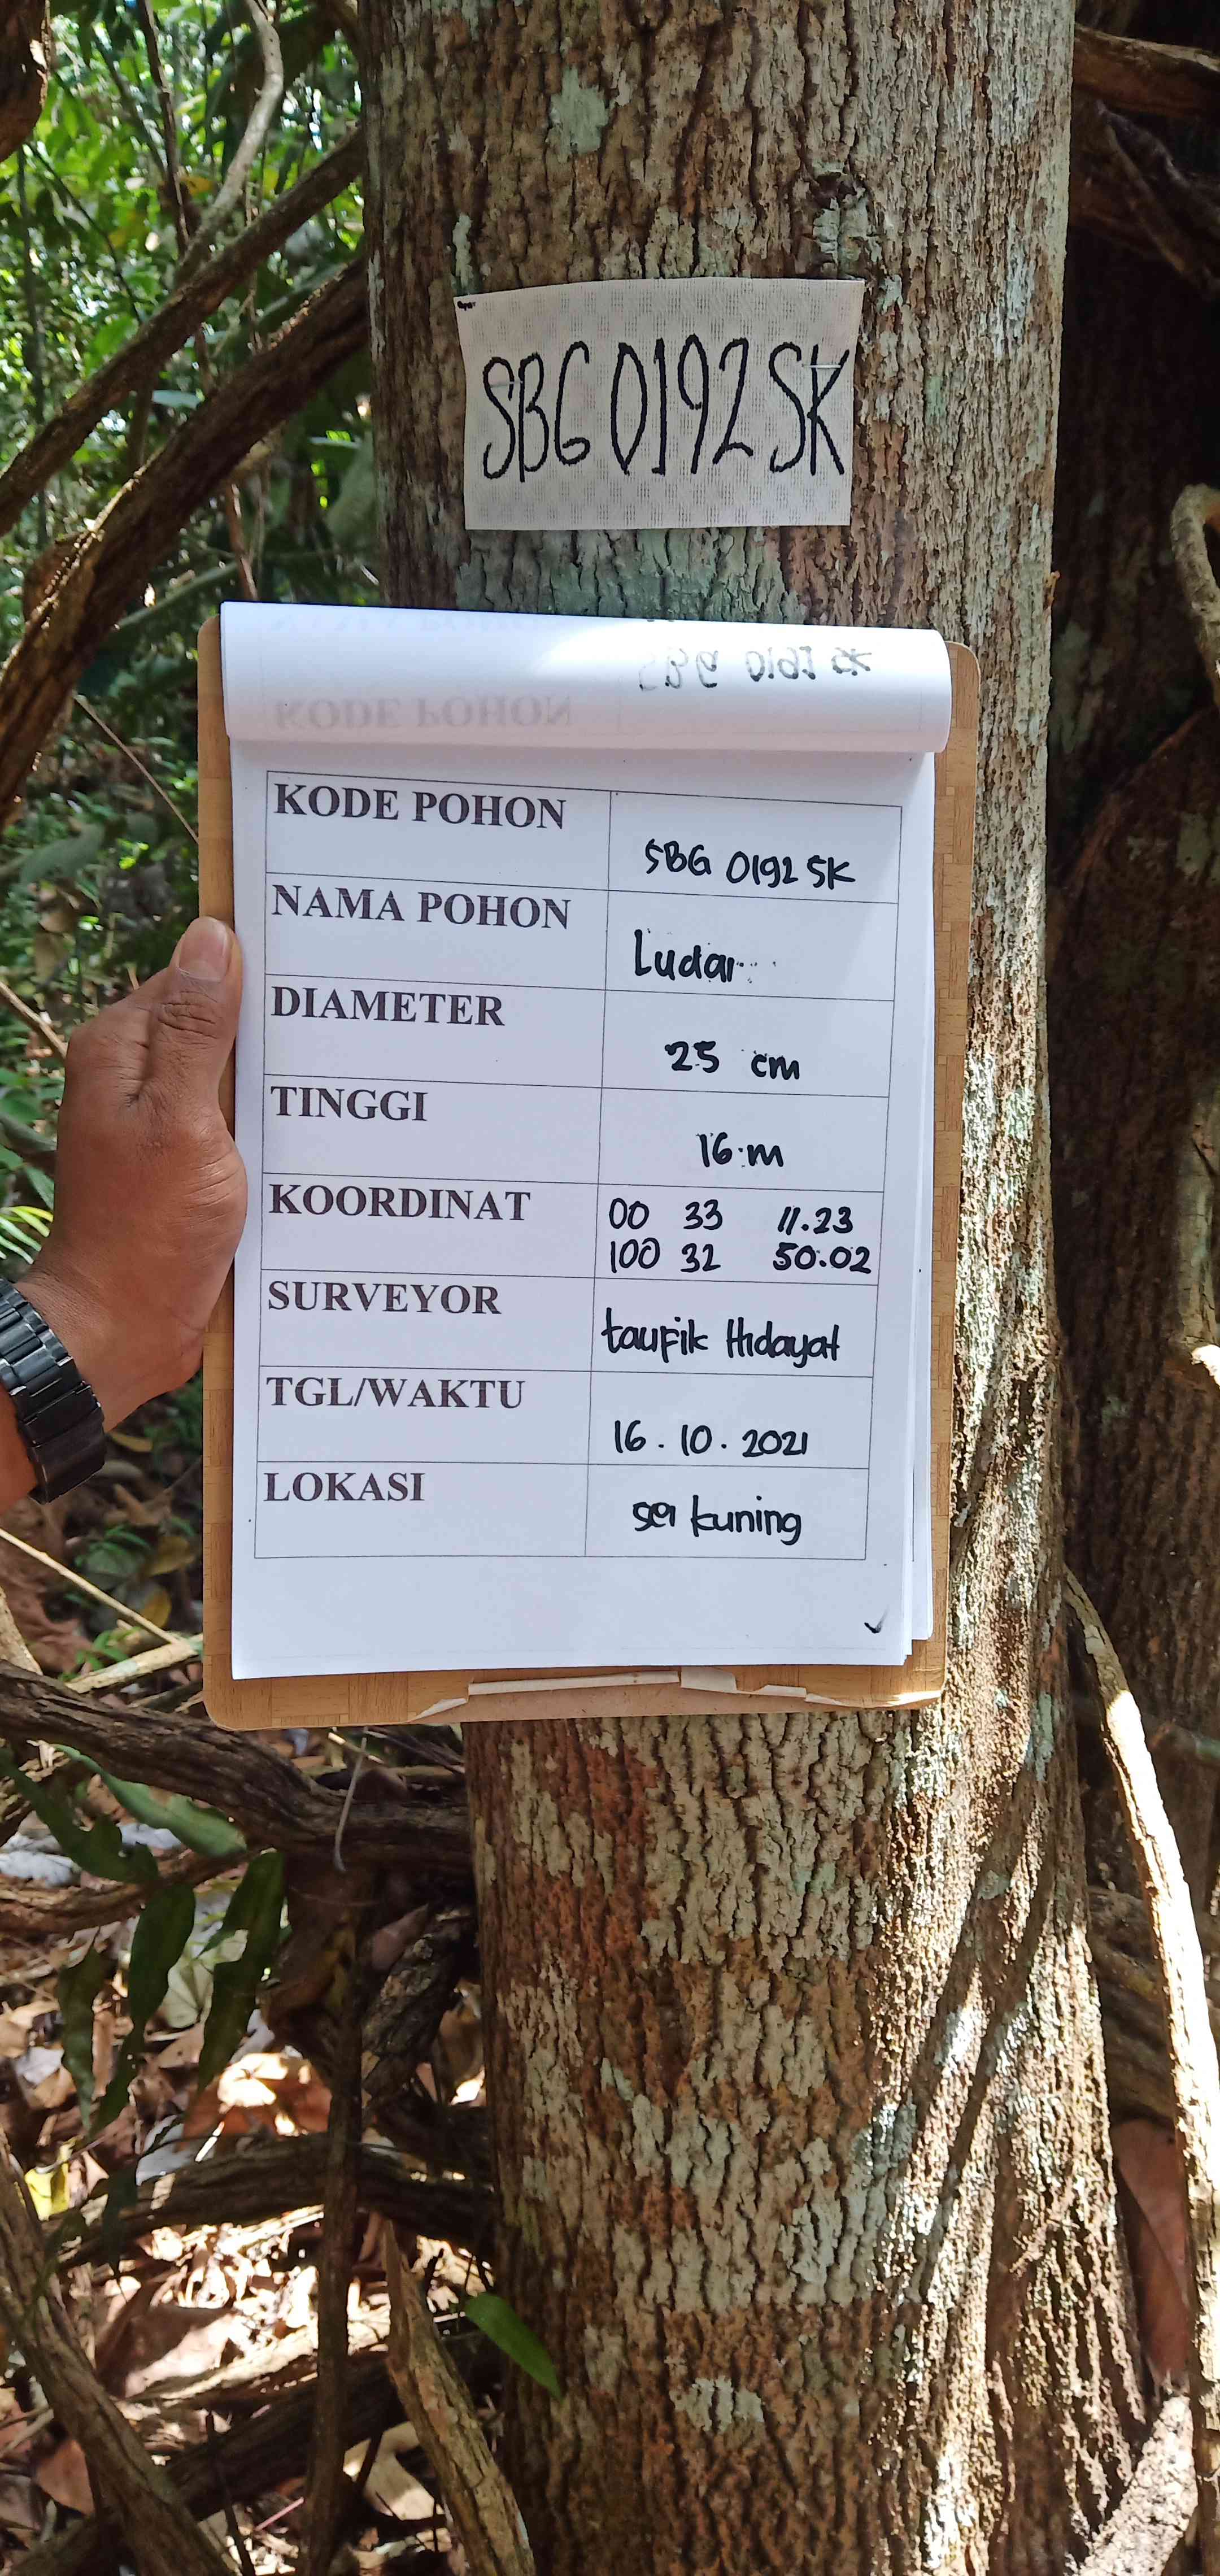 SBG 0192 SK
KODE POHON
SBG 0192 SK
NAMA POHON
Ludar
DIAMETER
25 cm
TINGGI
16 m
KOORDINAT
00 33 11.23
100 32 50.02
SURVEYOR
taufik Hidayat
TGL/WAKTU
16.10.2021
LOKASI
sei kuning